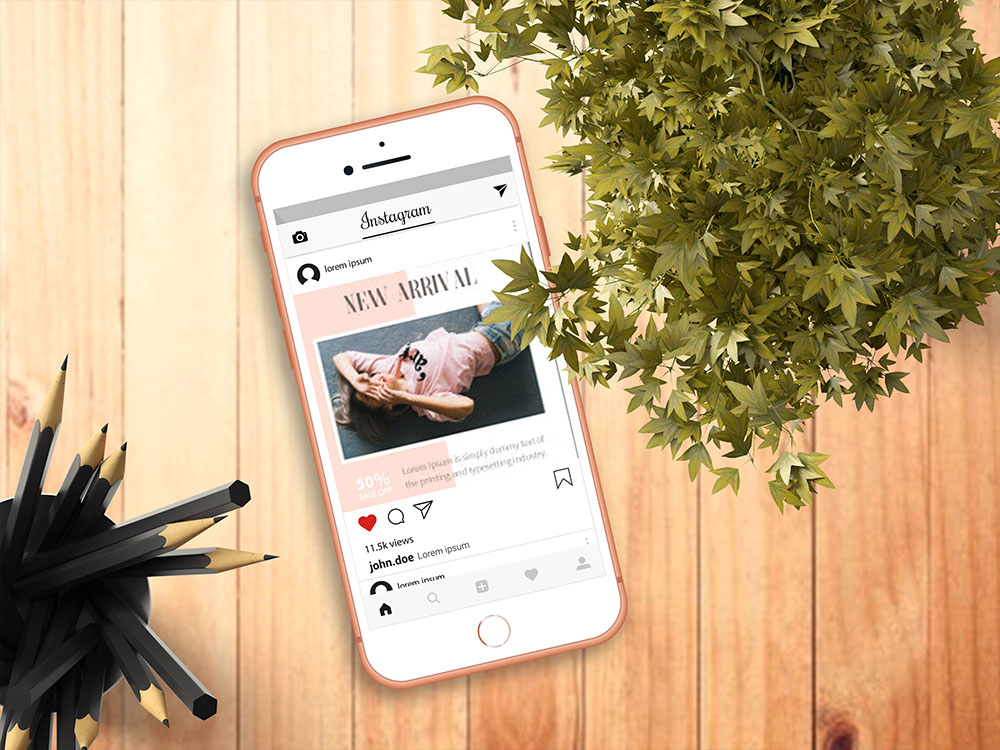 Instagram
lorem ipsum
NEW ARRIVAL
50%
SALE OFF
Lorem Ipsum is simply dummy text of
the printing and typesetting industry.
11.5k views
john.doe Lorem ipsum
lorem ipsum